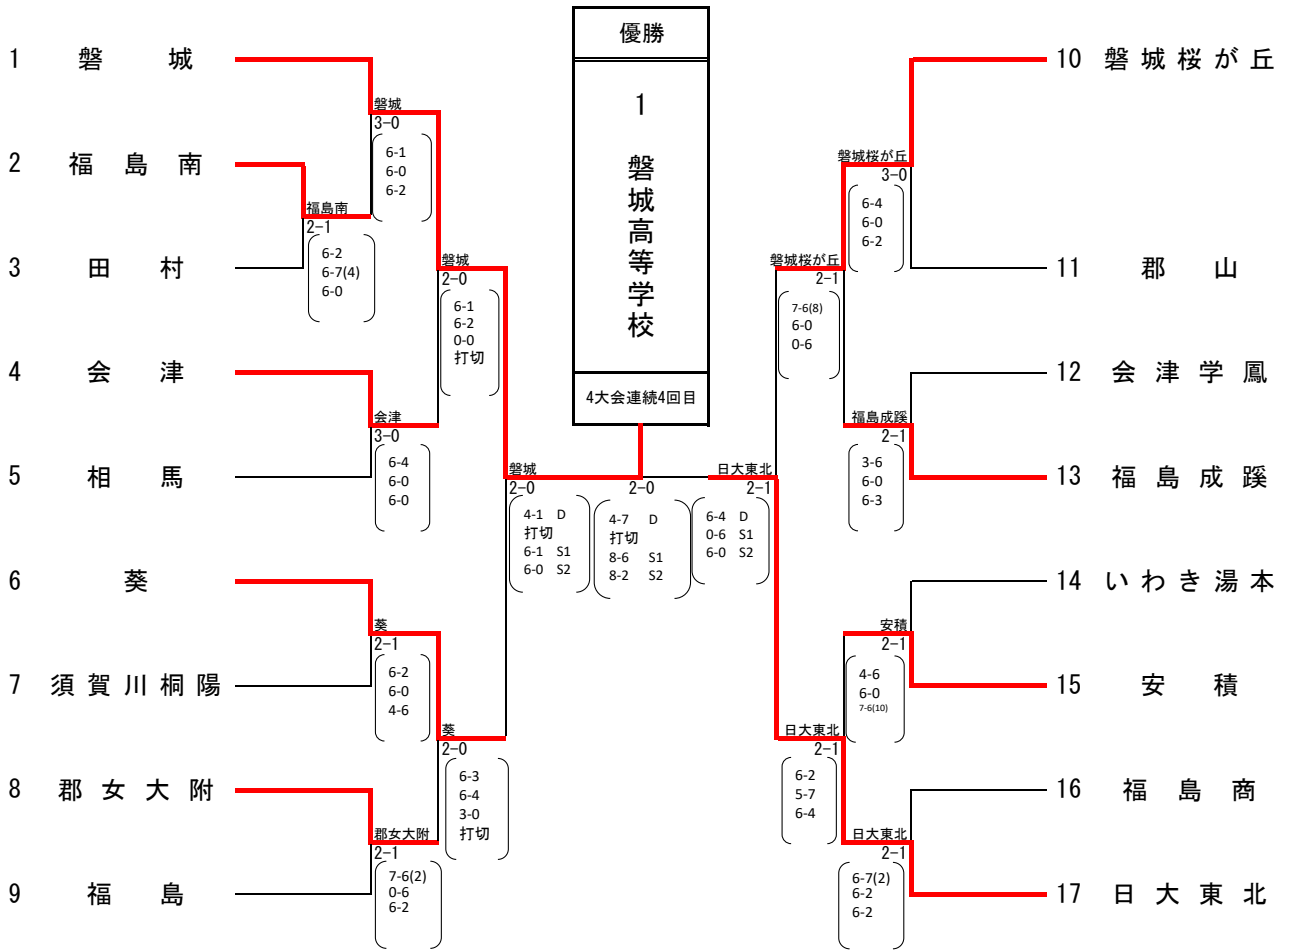 優勝
1 磐城高等学校
4大会連続4回目
1 磐城
2 福島南
3 田村
4 会津
5 相馬
6 葵
7 須賀川桐陽
8 郡女大附
9 福島
福島南
2-1
6-2
6-7(4)
6-0
磐城
3-0
6-1
6-0
6-2
会津
3-0
6-4
6-0
6-0
葵
2-1
6-2
6-0
4-6
郡女大附
2-1
7-6(2)
0-6
6-2
磐城
2-0
6-1
6-2
0-0
打切
葵
2-0
6-3
6-4
3-0
打切
磐城
2-0
4-1 D
打切
6-1 S1
6-0 S2
2-0
4-7 D
打切
8-6 S1
8-2 S2
日大東北
2-1
6-4 D
0-6 S1
6-0 S2
磐城桜が丘
2-1
7-6(8)
6-0
0-6
日大東北
2-1
6-2
5-7
6-4
磐城桜が丘
3-0
6-4
6-0
6-2
福島成蹊
2-1
3-6
6-0
6-3
安積
2-1
4-6
6-0
7-6(10)
日大東北
2-1
6-7(2)
6-2
6-2
10 磐城桜が丘
11 郡山
12 会津学鳳
13 福島成蹊
14 いわき湯本
15 安積
16 福島商
17 日大東北